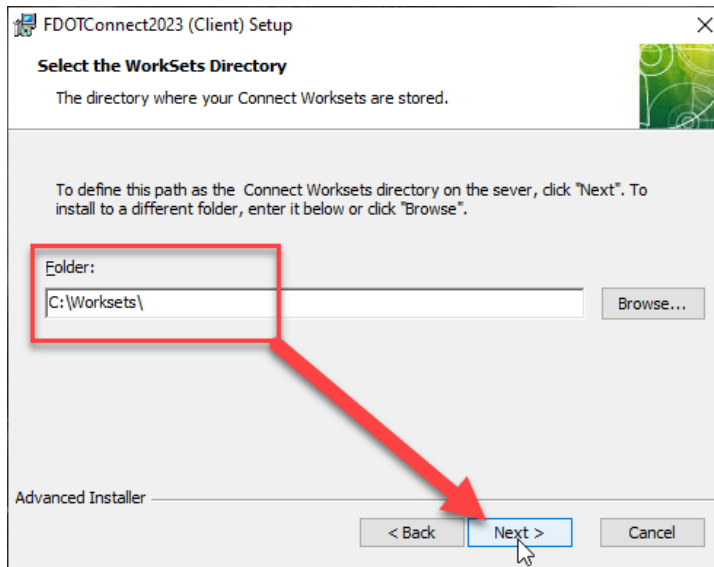 FDOTConnect2023 (Client) Setup
Select the WorkSets Directory
The directory where your Connect Worksets are stored.
To define this path as the Connect Worksets directory on the sever, click "Next". To
install to a different folder, enter it below or click "Browse".
Folder:
C:\Worksets\
Browse...
Advanced Installer
< Back
Next >
Cancel